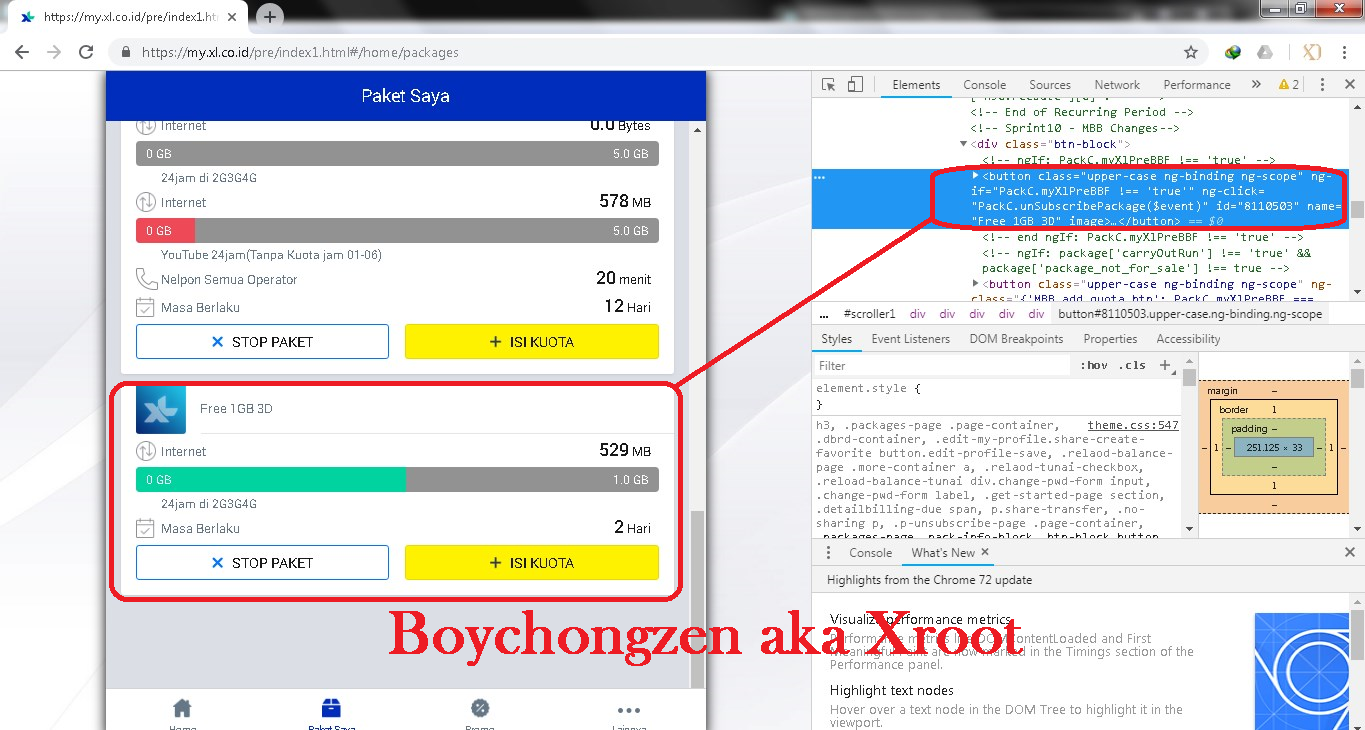 https://my.xl.co.id/pre/index1.ht
https://my.xl.co.id/pre/index1.html#/home/packages
Paket Saya
Internet 0.0 Bytes
0 GB 5.0 GB
24jam di 2G3G4G
Internet 578 MB
0 GB 5.0 GB
YouTube 24jam(Tanpa Kuota jam 01-06)
Nelpon Semua Operator 20 menit
Masa Berlaku 12 Hari
STOP PAKET ISI KUOTA
Free 1GB 3D
Internet 529 MB
0 GB 1.0 GB
24jam di 2G3G4G
Masa Berlaku 2 Hari
STOP PAKET ISI KUOTA
Boychongzen aka Xroot
Home Paket Saya Promo Lainnya
Elements Console Sources Network Performance » 2
<!-- End of Recurring Period -->
<!-- Sprint10 - MBB Changes-->
<div class="btn-block">
<!-- ngIf: PackC.myXlPreBBF !== 'true' -->
<button class="upper-case ng-binding ng-scope" ng-
if="PackC.myXlPreBBF !== 'true'" ng-click=
"PackC.unSubscribePackage($event)" id="8110503" name=
"Free 1GB 3D" image>…</button> == $0
<!-- end ngIf: PackC.myXlPreBBF !== 'true' -->
<!-- ngIf: package['carryOutRun'] !== 'true' &&
package['package_not_for_sale'] !== true -->
<button class="upper-case ng-binding ng-scope" ng-
class="{'MBB_add_quota_btn': PackC.myXlPreBBF ===
... #scroller1 div div div div div button#8110503.upper-case.ng-binding.ng-scope
Styles Event Listeners DOM Breakpoints Properties Accessibility
Filter :hov .cls +
element.style {
}
h3, .packages-page .page-container, theme.css:547
.dbrd-container, .edit-my-profile.share-create-
favorite button.edit-profile-save, .relaod-balance-
page .more-container a, .relaod-tunai-checkbox,
.reload-balance-tunai div.change-pwd-form input,
.change-pwd-form label, .get-started-page section,
.detailbilling-due span, p.share-transfer, .no-
sharing p, .p-unsubscribe-page .page-container,
.packages-page .pack-info-block .btn-block button
margin –
border 1
padding –
– 1 – 251.125 × 33 – 1 –
–
1
–
Console What's New
Highlights from the Chrome 72 update
Visualize performance metrics
Performance metrics like DOMContentLoaded and First
Meaningful Paint are now marked in the Timings section of the
Performance panel.
Highlight text nodes
Hover over a text node in the DOM Tree to highlight it in the
viewport.